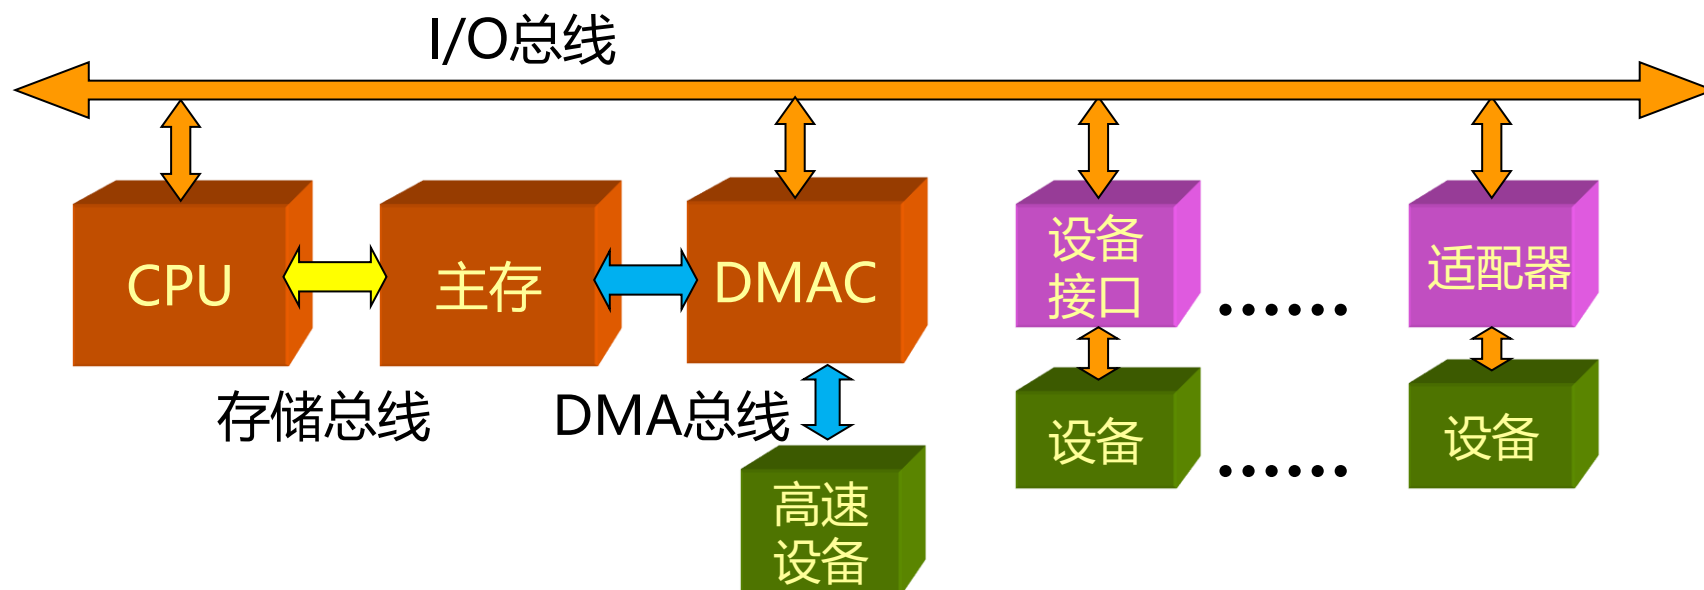 I/O总线
CPU
主存
DMAC
设备
接口
······
适配器
存储总线
DMA总线
设备
······
设备
高速
设备